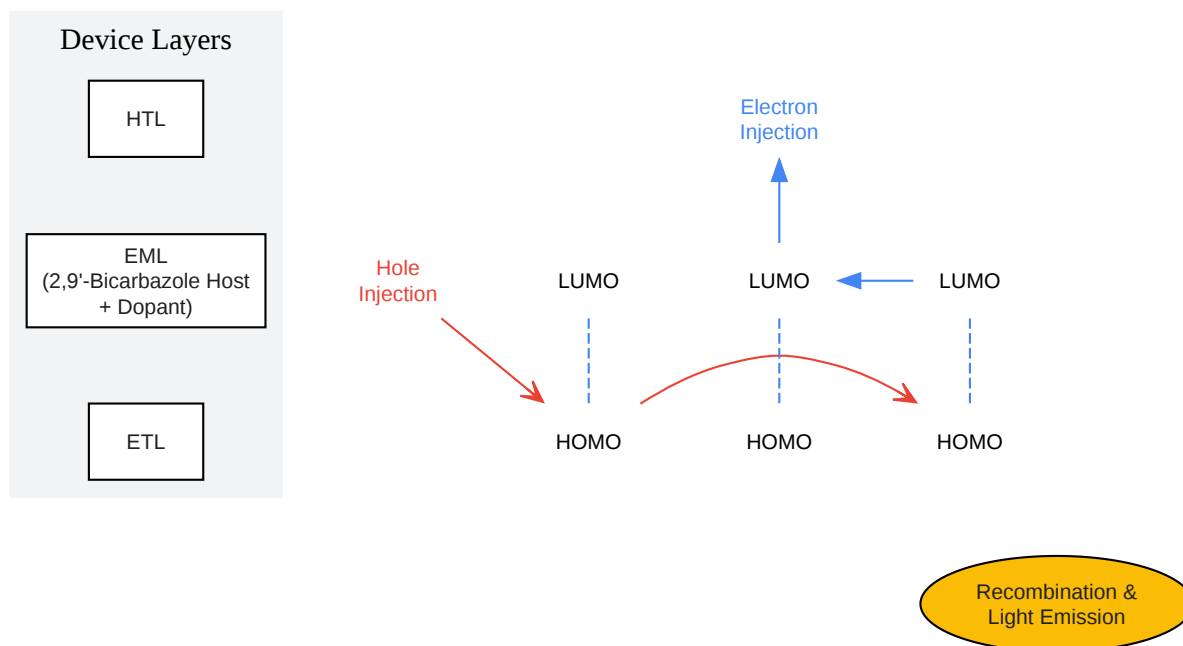 Device Layers
HTL
EML
(2,9'-Bicarbazole Host
+ Dopant)
ETL
Electron
Injection
Hole
Injection
LUMO
LUMO
LUMO
HOMO
HOMO
HOMO
Recombination &
Light Emission